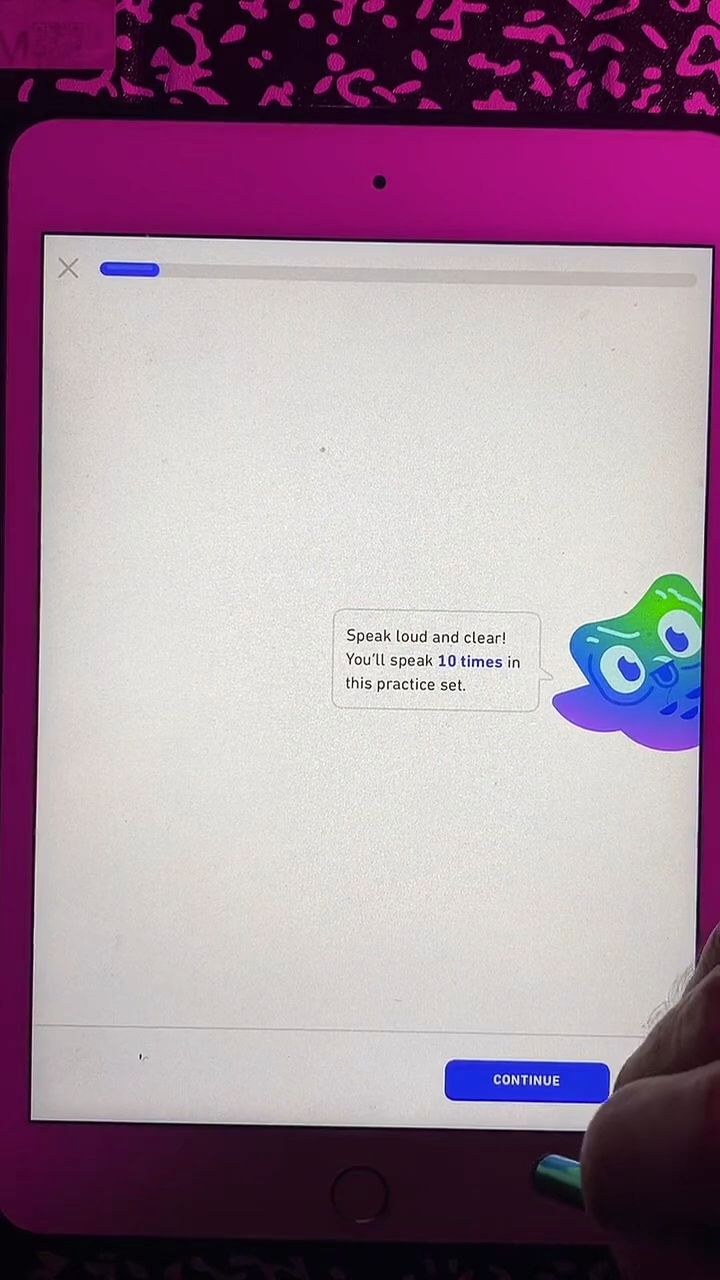 Speak loud and clear!
You'll speak 10 times in
this practice set.
CONTINUE